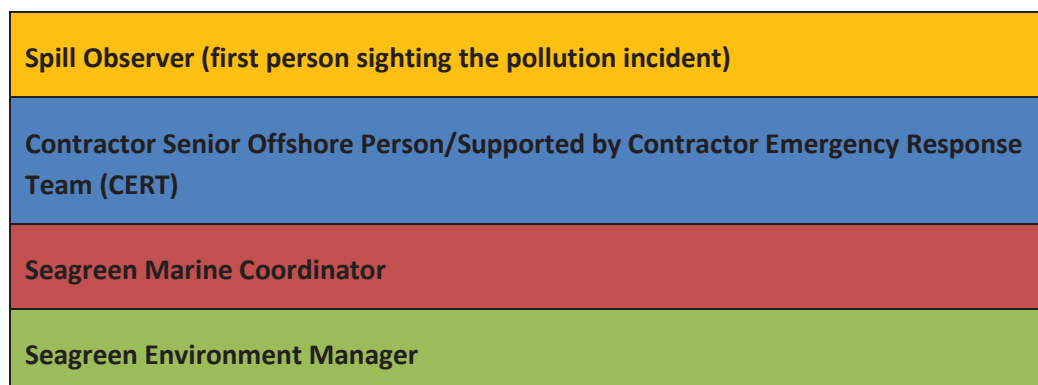 Spill Observer (first person sighting the pollution incident)
Contractor Senior Offshore Person/Supported by Contractor Emergency Response
Team (CERT)
Seagreen Marine Coordinator
Seagreen Environment Manager